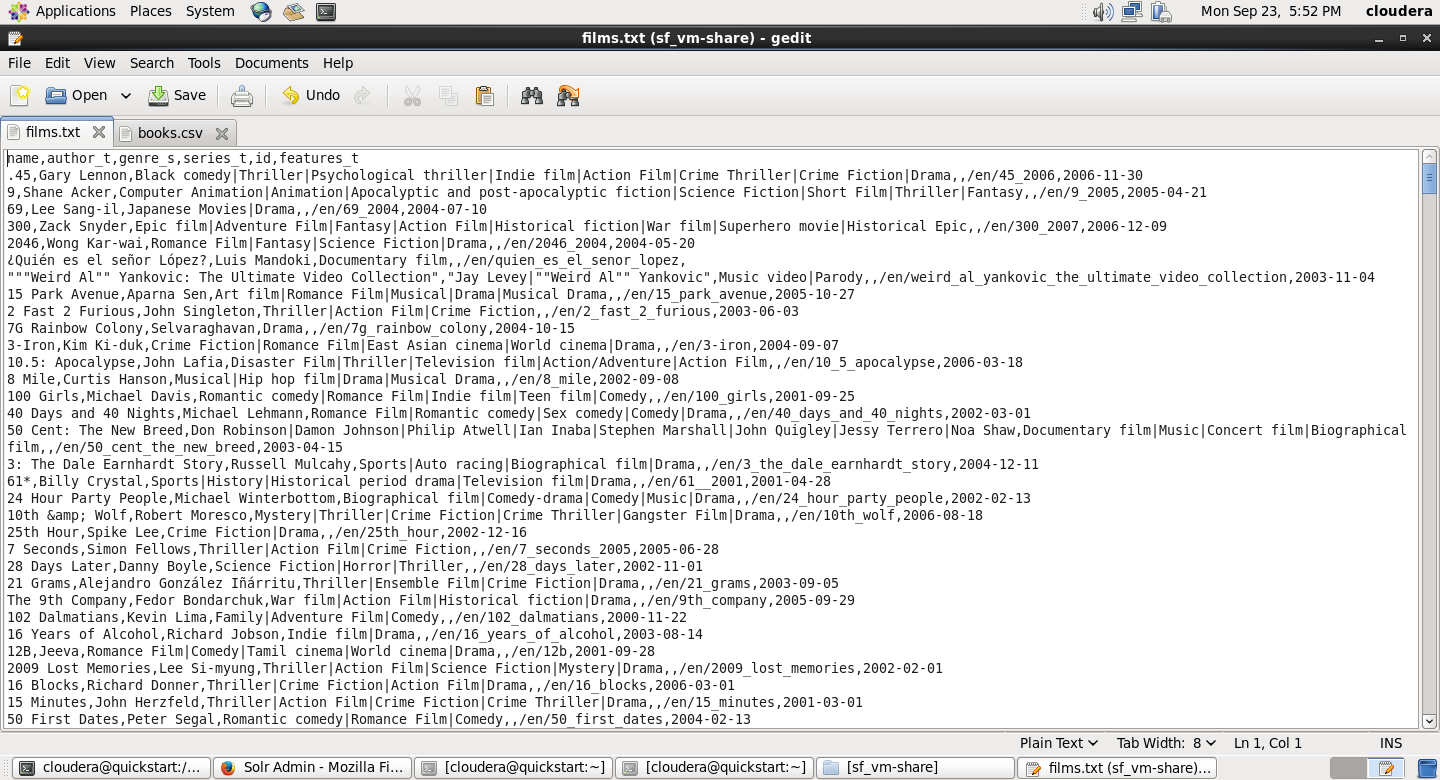 Applications Places System Mon Sep 23, 5:52 PM cloudera
films.txt (sf_vm-share) - gedit
File Edit View Search Tools Documents Help
Open Save Undo
films.txt books.csv
name,author_t,genre_s,series_t,id,features_t
.45,Gary Lennon,Black comedy|Thriller|Psychological thriller|Indie film|Action Film|Crime Thriller|Crime Fiction|Drama,,/en/45_2006,2006-11-30
9,Shane Acker,Computer Animation|Animation|Apocalyptic and post-apocalyptic fiction|Science Fiction|Short Film|Thriller|Fantasy,,/en/9_2005,2005-04-21
69,Lee Sang-il,Japanese Movies|Drama,,/en/69_2004,2004-07-10
300,Zack Snyder,Epic film|Adventure Film|Fantasy|Action Film|Historical fiction|War film|Superhero movie|Historical Epic,,/en/300_2007,2006-12-09
2046,Wong Kar-wai,Romance Film|Fantasy|Science Fiction|Drama,,/en/2046_2004,2004-05-20
¿Quién es el señor López?,Luis Mandoki,Documentary film,,/en/quien_es_el_senor_lopez,
"""Weird Al"" Yankovic: The Ultimate Video Collection","Jay Levey|""Weird Al"" Yankovic",Music video|Parody,,/en/weird_al_yankovic_the_ultimate_video_collection,2003-11-04
15 Park Avenue,Aparna Sen,Art film|Romance Film|Musical|Drama|Musical Drama,,/en/15_park_avenue,2005-10-27
2 Fast 2 Furious,John Singleton,Thriller|Action Film|Crime Fiction,,/en/2_fast_2_furious,2003-06-03
7G Rainbow Colony,Selvaraghavan,Drama,,/en/7g_rainbow_colony,2004-10-15
3-Iron,Kim Ki-duk,Crime Fiction|Romance Film|East Asian cinema|World cinema|Drama,,/en/3-iron,2004-09-07
10.5: Apocalypse,John Lafia,Disaster Film|Thriller|Television film|Action/Adventure|Action Film,,/en/10_5_apocalypse,2006-03-18
8 Mile,Curtis Hanson,Musical|Hip hop film|Drama|Musical Drama,,/en/8_mile,2002-09-08
100 Girls,Michael Davis,Romantic comedy|Romance Film|Indie film|Teen film|Comedy,,/en/100_girls,2001-09-25
40 Days and 40 Nights,Michael Lehmann,Romance Film|Romantic comedy|Sex comedy|Comedy|Drama,,/en/40_days_and_40_nights,2002-03-01
50 Cent: The New Breed,Don Robinson|Damon Johnson|Philip Atwell|Ian Inaba|Stephen Marshall|John Quigley|Jessy Terrero|Noa Shaw,Documentary film|Music|Concert film|Biographical
film,,/en/50_cent_the_new_breed,2003-04-15
3: The Dale Earnhardt Story,Russell Mulcahy,Sports|Auto racing|Biographical film|Drama,,/en/3_the_dale_earnhardt_story,2004-12-11
61*,Billy Crystal,Sports|History|Historical period drama|Television film|Drama,,/en/61__2001,2001-04-28
24 Hour Party People,Michael Winterbottom,Biographical film|Comedy-drama|Comedy|Music|Drama,,/en/24_hour_party_people,2002-02-13
10th &amp; Wolf,Robert Moresco,Mystery|Thriller|Crime Fiction|Crime Thriller|Gangster Film|Drama,,/en/10th_wolf,2006-08-18
25th Hour,Spike Lee,Crime Fiction|Drama,,/en/25th_hour,2002-12-16
7 Seconds,Simon Fellows,Thriller|Action Film|Crime Fiction,,/en/7_seconds_2005,2005-06-28
28 Days Later,Danny Boyle,Science Fiction|Horror|Thriller,,/en/28_days_later,2002-11-01
21 Grams,Alejandro González Iñárritu,Thriller|Ensemble Film|Crime Fiction|Drama,,/en/21_grams,2003-09-05
The 9th Company,Fedor Bondarchuk,War film|Action Film|Historical fiction|Drama,,/en/9th_company,2005-09-29
102 Dalmatians,Kevin Lima,Family|Adventure Film|Comedy,,/en/102_dalmatians,2000-11-22
16 Years of Alcohol,Richard Jobson,Indie film|Drama,,/en/16_years_of_alcohol,2003-08-14
12B,Jeeva,Romance Film|Comedy|Tamil cinema|World cinema|Drama,,/en/12b,2001-09-28
2009 Lost Memories,Lee Si-myung,Thriller|Action Film|Science Fiction|Mystery|Drama,,/en/2009_lost_memories,2002-02-01
16 Blocks,Richard Donner,Thriller|Crime Fiction|Action Film|Drama,,/en/16_blocks,2006-03-01
15 Minutes,John Herzfeld,Thriller|Action Film|Crime Fiction|Crime Thriller|Drama,,/en/15_minutes,2001-03-01
50 First Dates,Peter Segal,Romantic comedy|Romance Film|Comedy,,/en/50_first_dates,2004-02-13
Plain Text Tab Width: 8 Ln 1, Col 1 INS
cloudera@quickstart:/... Solr Admin - Mozilla Fi... [cloudera@quickstart:~] [cloudera@quickstart:~] [sf_vm-share] films.txt (sf_vm-share)...